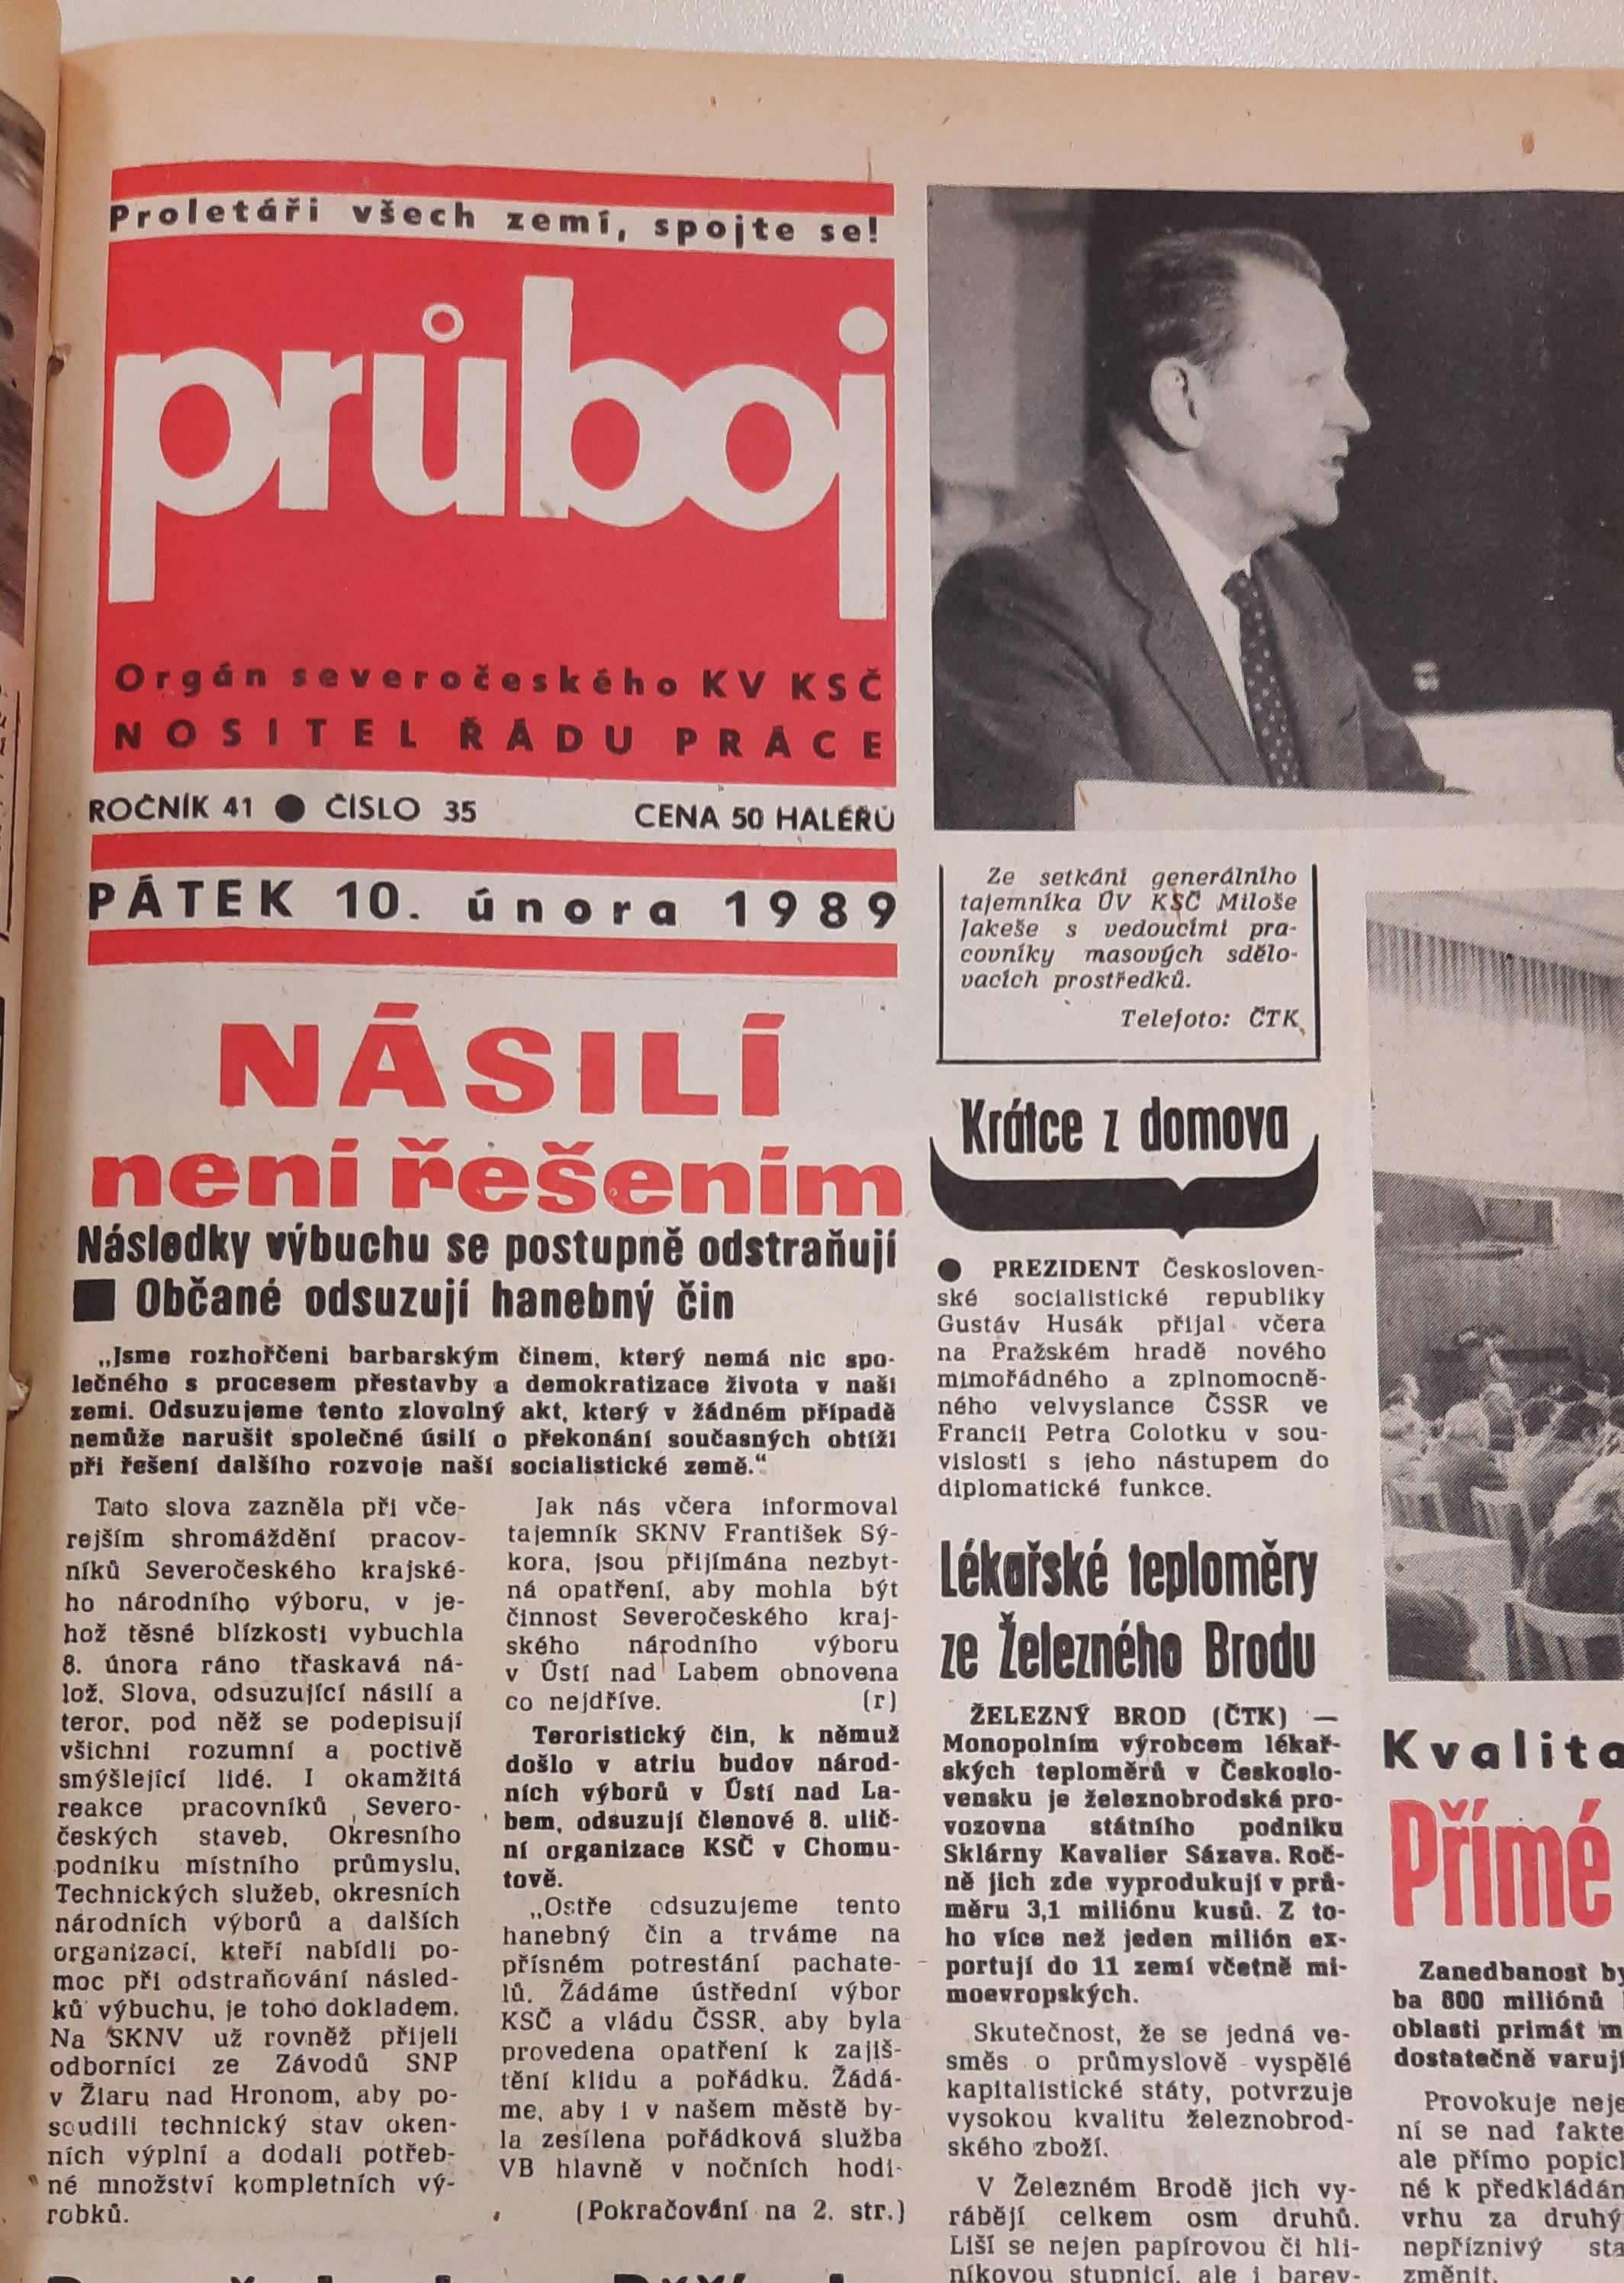 Proletáři všech zemí, spojte se!
průboj
Orgán severočeského KV KSČ
NOSITEL ŘÁDU PRÁCE
ROČNÍK 41 ● ČÍSLO 35 CENA 50 HALÉŘŮ
PÁTEK 10. února 1989
NÁSILÍ
není řešením
Následky výbuchu se postupně odstraňují
■ Občané odsuzují hanebný čin
„Jsme rozhořčeni barbarským činem, který nemá nic spo-
lečného s procesem přestavby a demokratizace života v naší
zemi. Odsuzujeme tento zlovolný akt, který v žádném případě
nemůže narušit společné úsilí o překonání současných obtíží
při řešení dalšího rozvoje naší socialistické země.“
Tato slova zazněla při vče-
rejším shromáždění pracov-
níků Severočeského krajské-
ho národního výboru, v je-
hož těsné blízkosti vybuchla
8. února ráno třaskavá ná-
lož. Slova, odsuzující násilí a
teror, pod něž se podepisují
všichni rozumní a poctivě
smýšlející lidé. I okamžitá
reakce pracovníků Severo-
českých staveb, Okresního
podniku místního průmyslu,
Technických služeb, okresních
národních výborů a dalších
organizací, kteří nabídli po-
moc při odstraňování násled-
ků výbuchu, je toho dokladem.
Na SKNV už rovněž přijeli
odborníci ze Závodů SNP
v Žiaru nad Hronom, aby po-
soudili technický stav oken-
ních výplní a dodali potřeb-
né množství kompletních vý-
robků.
Jak nás včera informoval
tajemník SKNV František Sý-
kora, jsou přijímána nezbyt-
ná opatření, aby mohla být
činnost Severočeského kraj-
ského národního výboru
v Ústí nad Labem obnovena
co nejdříve. (r)
Teroristický čin, k němuž
došlo v atriu budov národ-
ních výborů v Ústí nad La-
bem, odsuzují členové 8. ulič-
ní organizace KSČ v Chomu-
tově.
„Ostře odsuzujeme tento
hanebný čin a trváme na
přísném potrestání pachate-
lů. Žádáme ústřední výbor
KSČ a vládu ČSSR, aby byla
provedena opatření k zajiš-
tění klidu a pořádku. Žádá-
me, aby i v našem městě by-
la zesílena pořádková služba
VB hlavně v nočních hodi-
(Pokračování na 2. str.)
Ze setkání generálního
tajemníka ÚV KSČ Miloše
Jakeše s vedoucími pra-
covníky masových sdělo-
vacích prostředků.
Telefoto: ČTK
Krátce z domova
● PREZIDENT Českosloven-
ské socialistické republiky
Gustáv Husák přijal včera
na Pražském hradě nového
mimořádného a zplnomocně-
ného velvyslance ČSSR ve
Francii Petra Colotku v sou-
vislosti s jeho nástupem do
diplomatické funkce.
Lékařské teploměry
ze Železného Brodu
ŽELEZNÝ BROD (ČTK) —
Monopolním výrobcem lékař-
ských teploměrů v Českoslo-
vensku je železnobrodská pro-
vozovna státního podniku
Sklárny Kavalier Sázava. Roč-
ně jich zde vyprodukují v prů-
měru 3,1 miliónu kusů. Z to-
ho více než jeden milión ex-
portují do 11 zemí včetně mi-
moevropských.
Skutečnost, že se jedná ve-
směs o průmyslově vyspělé
kapitalistické státy, potvrzuje
vysokou kvalitu železnobrod-
ského zboží.
V Železném Brodě jich vy-
rábějí celkem osm druhů.
Liší se nejen papírovou či hli-
níkovou stupnicí, ale i barev-
Přímé
Zanedbanost
ba 800 miliónů
oblasti primát
dostatečně
Provokuje
ní se nad
ale přímo
né k
vrhu za
nepříznivý
změnit.